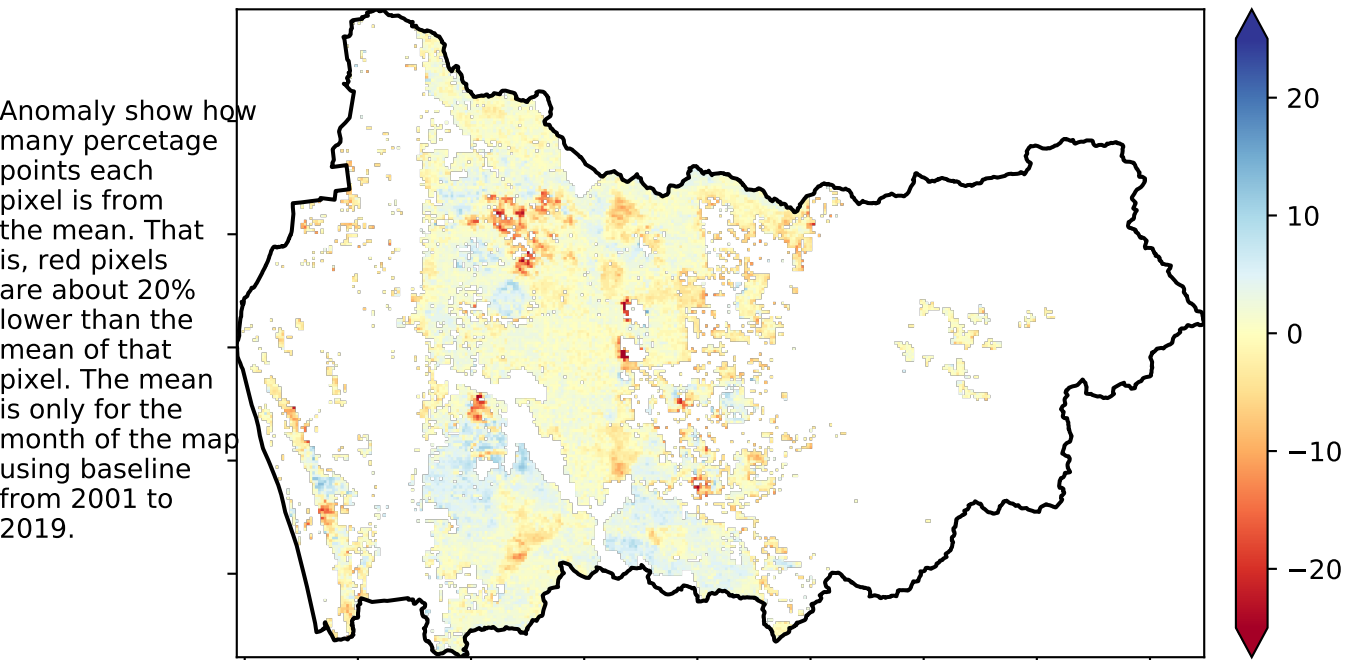 Anomaly show how
many percetage
points each
pixel is from
the mean. That
is, red pixels
are about 20%
lower than the
mean of that
pixel. The mean
is only for the
month of the map
using baseline
from 2001 to
2019.
20
10
0
−10
−20